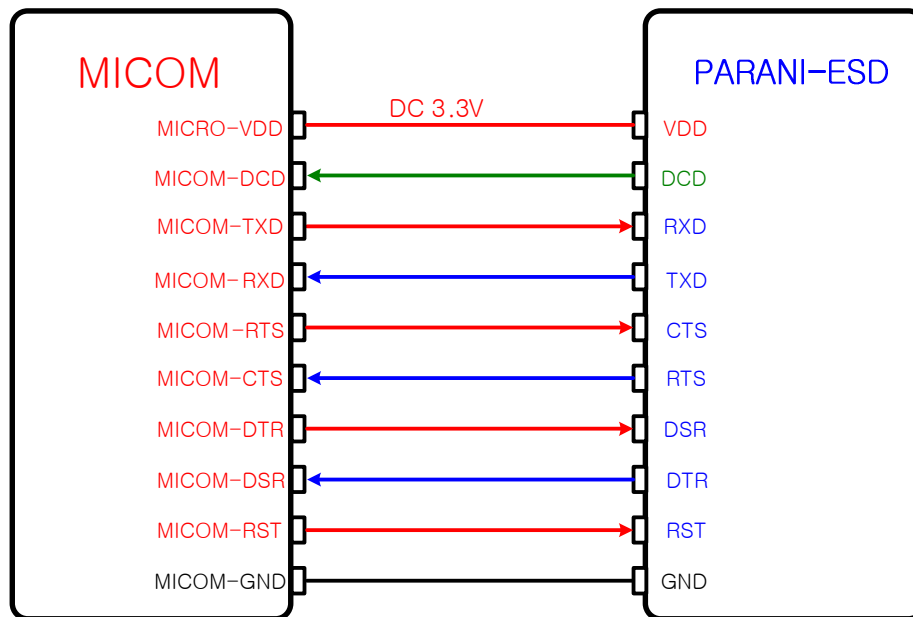 MICOM
PARANI-ESD
DC 3.3V
MICRO-VDD
VDD
MICOM-DCD
DCD
MICOM-TXD
RXD
MICOM-RXD
TXD
MICOM-RTS
CTS
MICOM-CTS
RTS
MICOM-DTR
DSR
MICOM-DSR
DTR
MICOM-RST
RST
MICOM-GND
GND